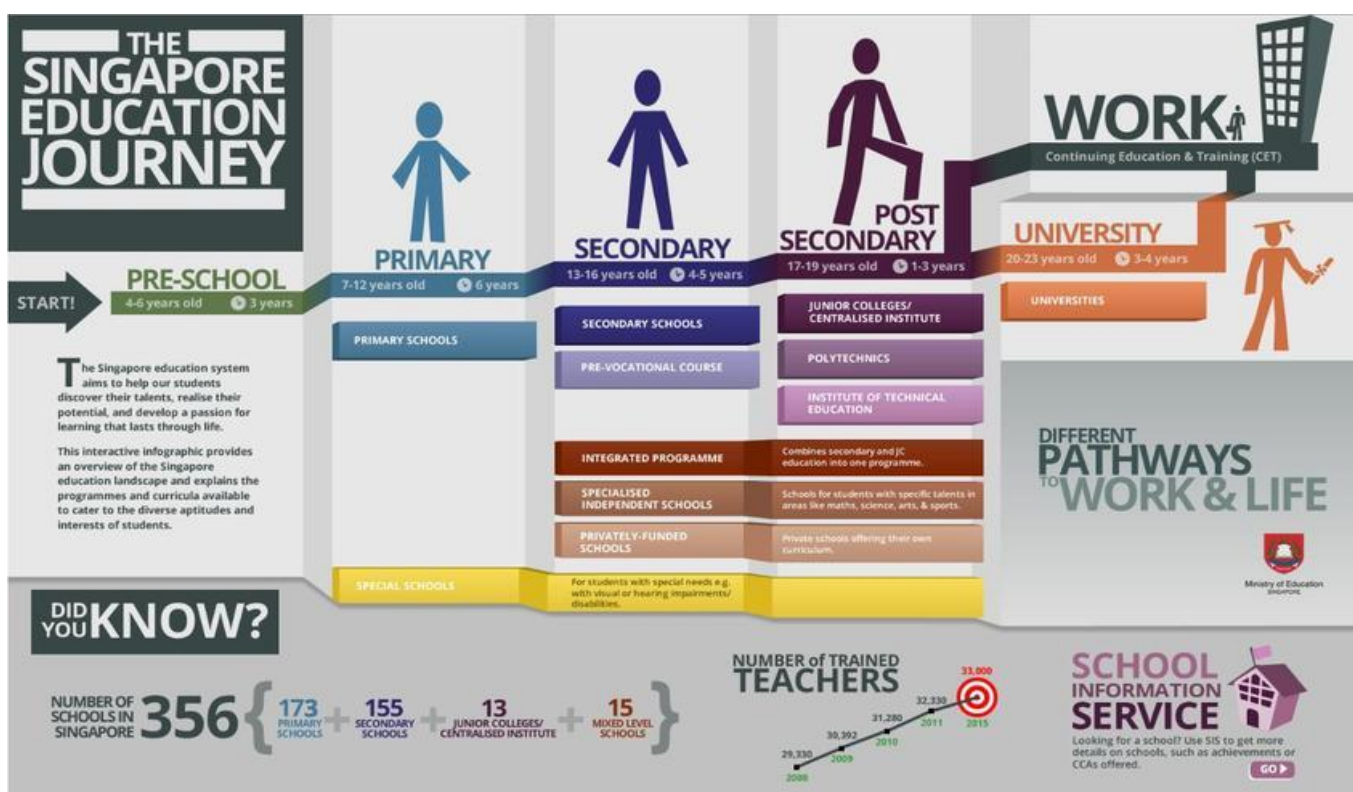 THE
SINGAPORE
EDUCATION
JOURNEY
START!
PRE-SCHOOL
4-6 years old 3 years
The Singapore education system
aims to help our students
discover their talents, realise their
potential, and develop a passion for
learning that lasts through life.
This interactive infographic provides
an overview of the Singapore
education landscape and explains the
programmes and curricula available
to cater to the diverse aptitudes and
interests of students.
PRIMARY
7-12 years old 6 years
PRIMARY SCHOOLS
SECONDARY
13-16 years old 4-5 years
SECONDARY SCHOOLS
PRE-VOCATIONAL COURSE
POST
SECONDARY
17-19 years old 1-3 years
JUNIOR COLLEGES/
CENTRALISED INSTITUTE
POLYTECHNICS
INSTITUTE OF TECHNICAL
EDUCATION
INTEGRATED PROGRAMME
Combines secondary and JC
education into one programme.
SPECIALISED
INDEPENDENT SCHOOLS
Schools for students with specific talents in
areas like maths, science, arts, & sports.
PRIVATELY-FUNDED
SCHOOLS
Private schools offering their own
curriculum.
SPECIAL SCHOOLS
For students with special needs e.g.
with visual or hearing impairments/
disabilities.
WORK
Continuing Education & Training (CET)
UNIVERSITY
20-23 years old 3-4 years
UNIVERSITIES
DIFFERENT
PATHWAYS
TO WORK & LIFE
Ministry of Education
SINGAPORE
DID
YOU KNOW?
NUMBER OF
SCHOOLS IN
SINGAPORE
356
{
173
PRIMARY
SCHOOLS
+
155
SECONDARY
SCHOOLS
+
13
JUNIOR COLLEGES/
CENTRALISED INSTITUTE
+
15
MIXED LEVEL
SCHOOLS
}
NUMBER of TRAINED
TEACHERS
29,330
2008
30,392
2009
31,280
2010
32,330
2011
33,000
2015
SCHOOL
INFORMATION
SERVICE
Looking for a school? Use SIS to get more
details on schools, such as achievements or
CCAs offered.
GO